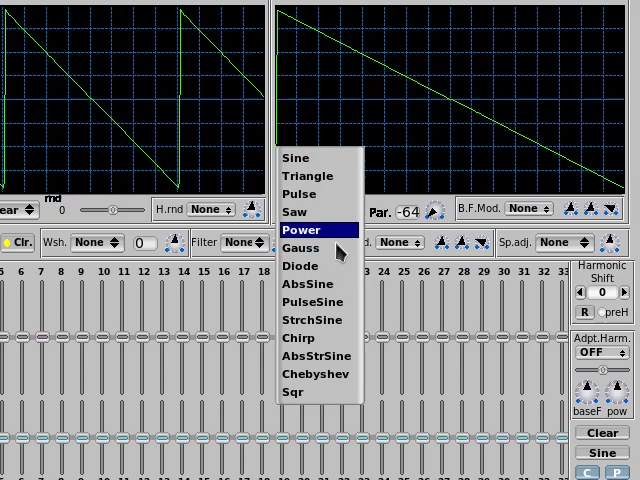 Sine
Triangle
Pulse
Saw
Power
Gauss
Diode
AbsSine
PulseSine
StrchSine
Chirp
AbsStrSine
Chebyshev
Sqr
rnd
ear
0
H.rnd None
Par. -64
B.F.Mod. None
Clr.
Wsh. None 0
Filter None
d. None
Sp.adj. None
5 6 7 8 9 10 11 12 13 14 15 16 17 18
23 24 25 26 27 28 29 30 31 32 33
Harmonic
Shift
0
R preH
Adpt.Harm.
OFF
0
baseF pow
Clear
Sine
C P